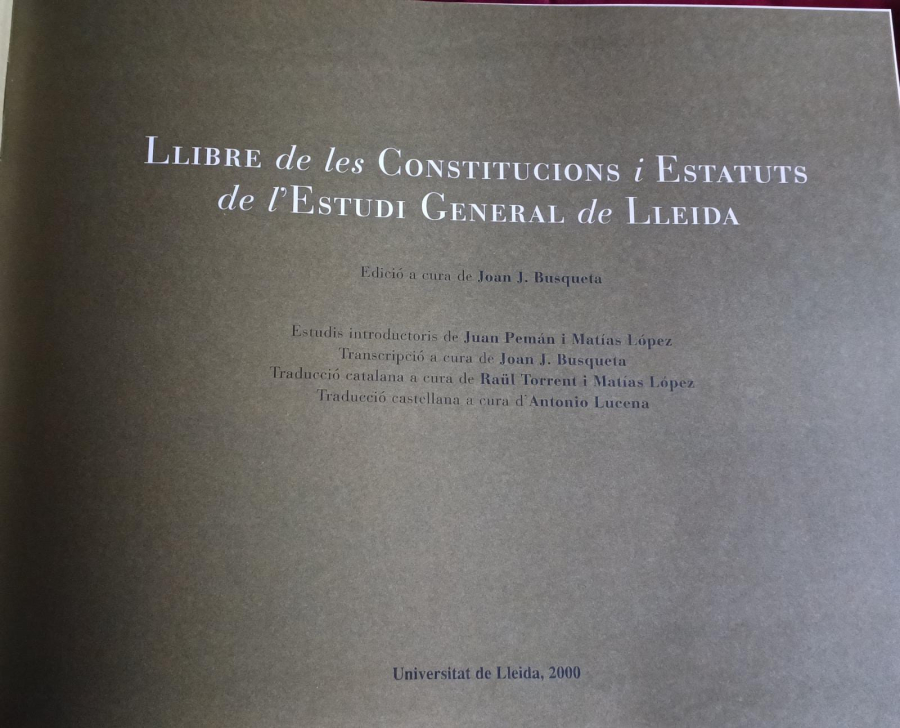 LLIBRE de les CONSTITUCIONS i ESTATUTS
de l'ESTUDI GENERAL de LLEIDA
Edició a cura de Joan J. Busqueta
Estudis introductoris de Juan Pemán i Matías López
Transcripció a cura de Joan J. Busqueta
Traducció catalana a cura de Raül Torrent i Matías López
Traducció castellana a cura d'Antonio Lucena
Universitat de Lleida, 2000